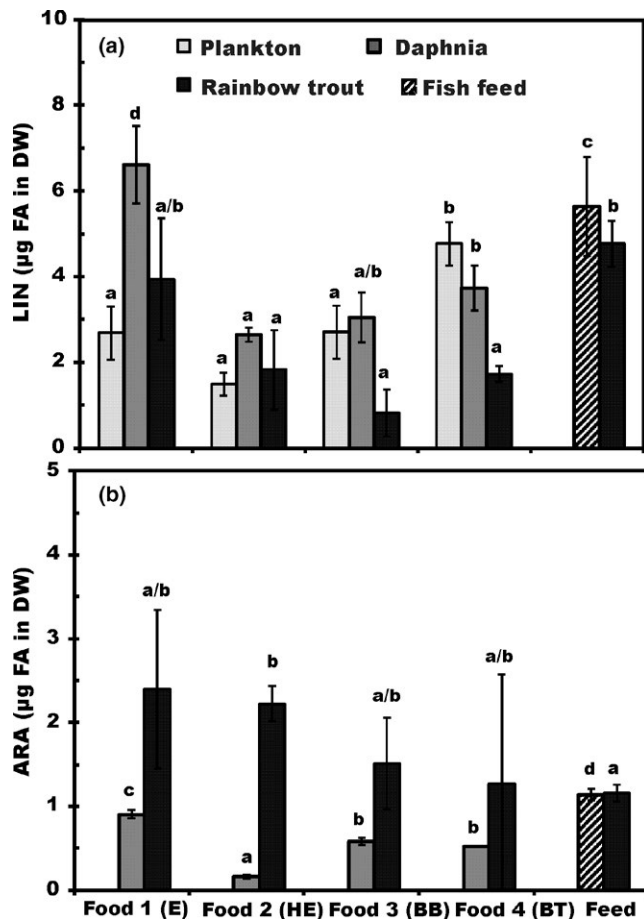 (a)
Plankton
Daphnia
Rainbow trout
Fish feed
LIN (µg FA in DW)
10
8
6
4
2
0
a
d
a/b
a
a
a
a
a/b
a
b
b
a
c
b
(b)
ARA (µg FA in DW)
5
4
3
2
1
0
c
a/b
a
b
b
a/b
b
a/b
d
a
Food 1 (E)
Food 2 (HE)
Food 3 (BB)
Food 4 (BT)
Feed